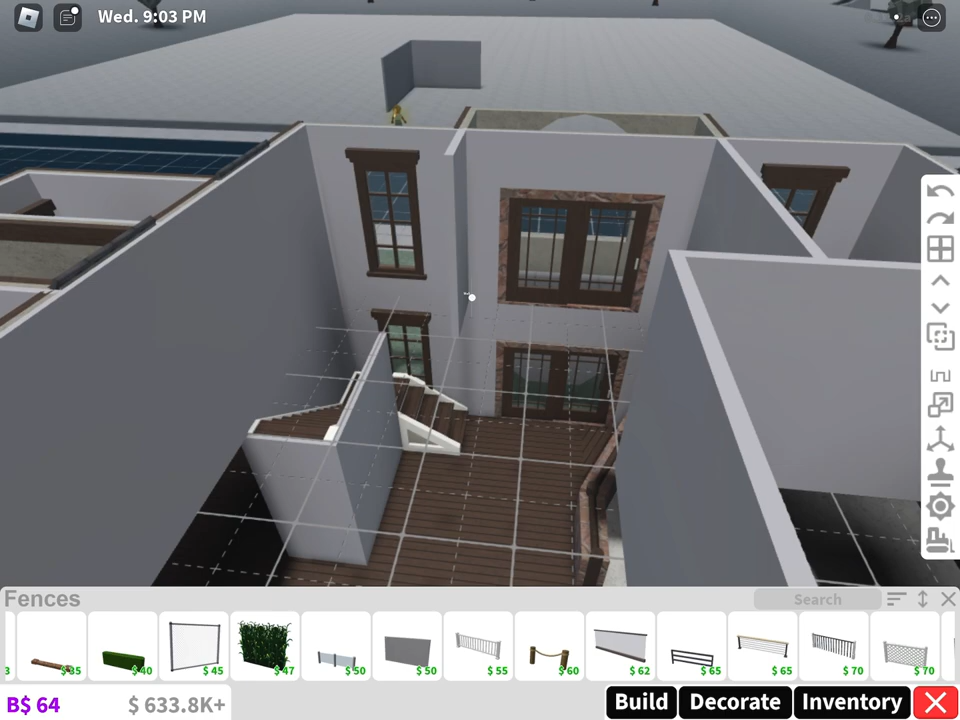 Wed. 9:03 PM
Fences
Search
3
$35
$40
$45
$47
$50
$50
$55
$60
$62
$65
$65
$70
$70
B$ 64
$ 633.8K+
Build
Decorate
Inventory